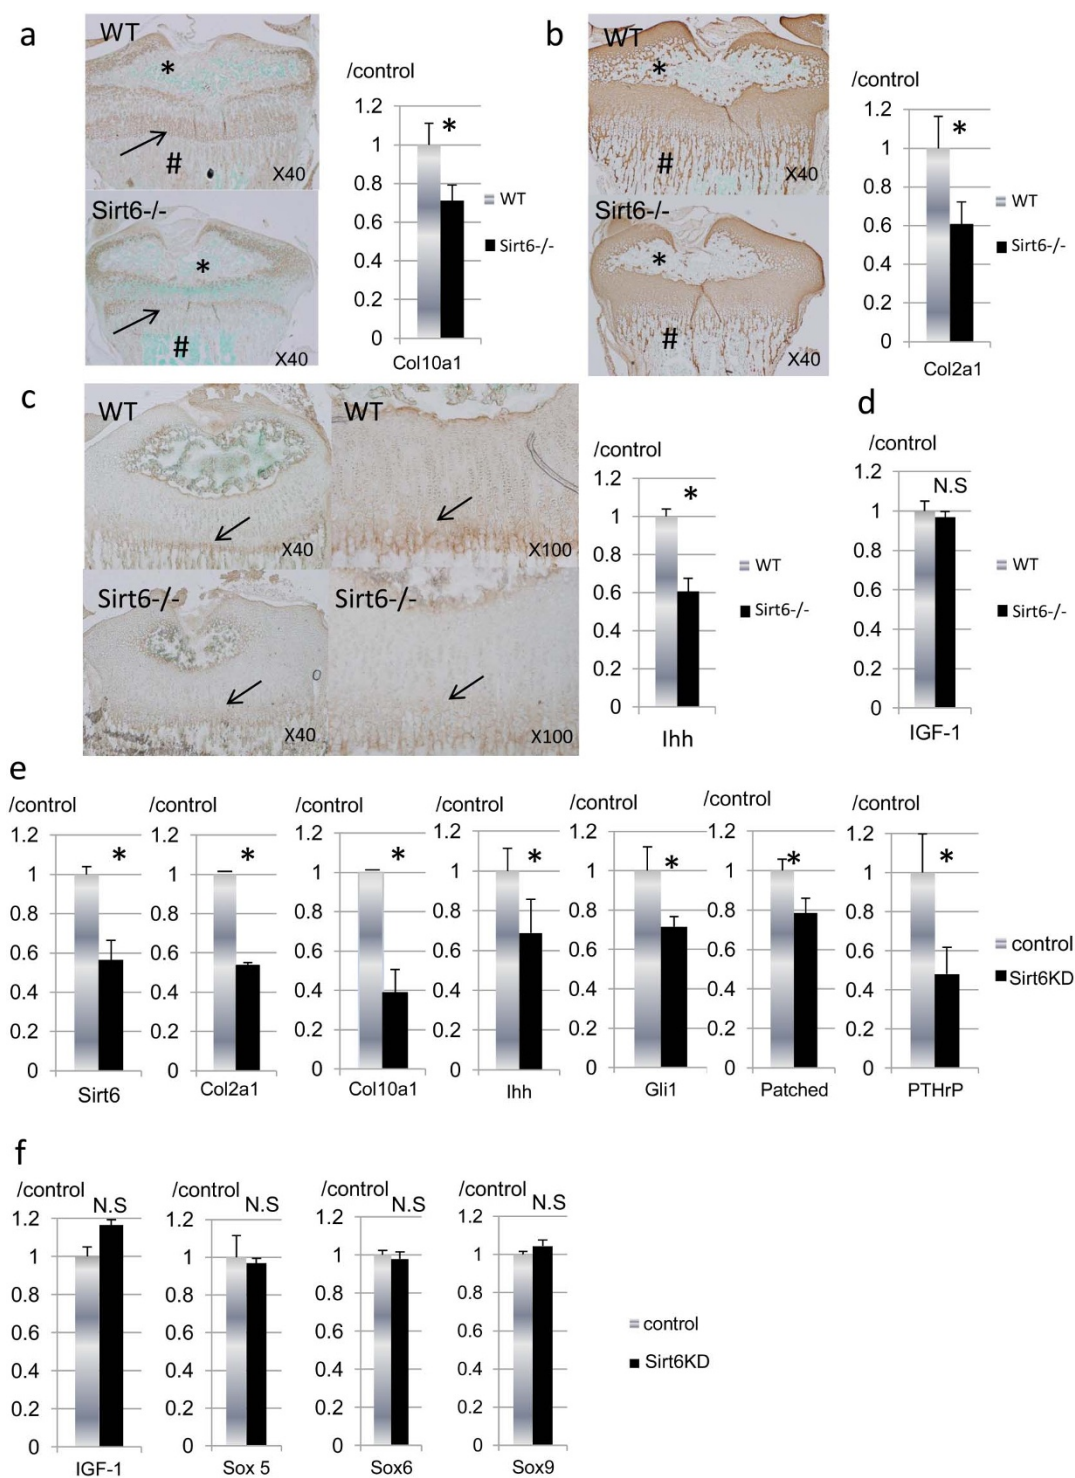 a
WT
*
#
X40
Sirt6-/-
*
#
X40
/control
1.2
1
0.8
0.6
0.4
0.2
0
*
Col10a1
WT
Sirt6-/-
b
WT
*
#
X40
Sirt6-/-
*
#
X40
/control
1.2
1
0.8
0.6
0.4
0.2
0
*
Col2a1
WT
Sirt6-/-
c
WT
X40
X100
Sirt6-/-
X40
Sirt6-/-
X100
1.2
1
0.8
0.6
0.4
0.2
0
/control
*
Ihh
WT
Sirt6-/-
d
/control
1.2
1
0.8
0.6
0.4
0.2
0
N.S
IGF-1
WT
Sirt6-/-
e
/control
1.2
1
0.8
0.6
0.4
0.2
0
*
Sirt6
/control
1.2
1
0.8
0.6
0.4
0.2
0
*
Col2a1
/control
1.2
1
0.8
0.6
0.4
0.2
0
*
Col10a1
/control
1.2
1
0.8
0.6
0.4
0.2
0
*
Ihh
/control
1.2
1
0.8
0.6
0.4
0.2
0
*
Gli1
/control
1.2
1
0.8
0.6
0.4
0.2
0
*
Patched
/control
1.2
1
0.8
0.6
0.4
0.2
0
*
PTHrP
control
Sirt6KD
f
/control
N.S
1.2
1
0.8
0.6
0.4
0.2
0
IGF-1
/control
N.S
1.2
1
0.8
0.6
0.4
0.2
0
Sox 5
/control
N.S
1.2
1
0.8
0.6
0.4
0.2
0
Sox6
/control
N.S
1.2
1
0.8
0.6
0.4
0.2
0
Sox9
control
Sirt6KD